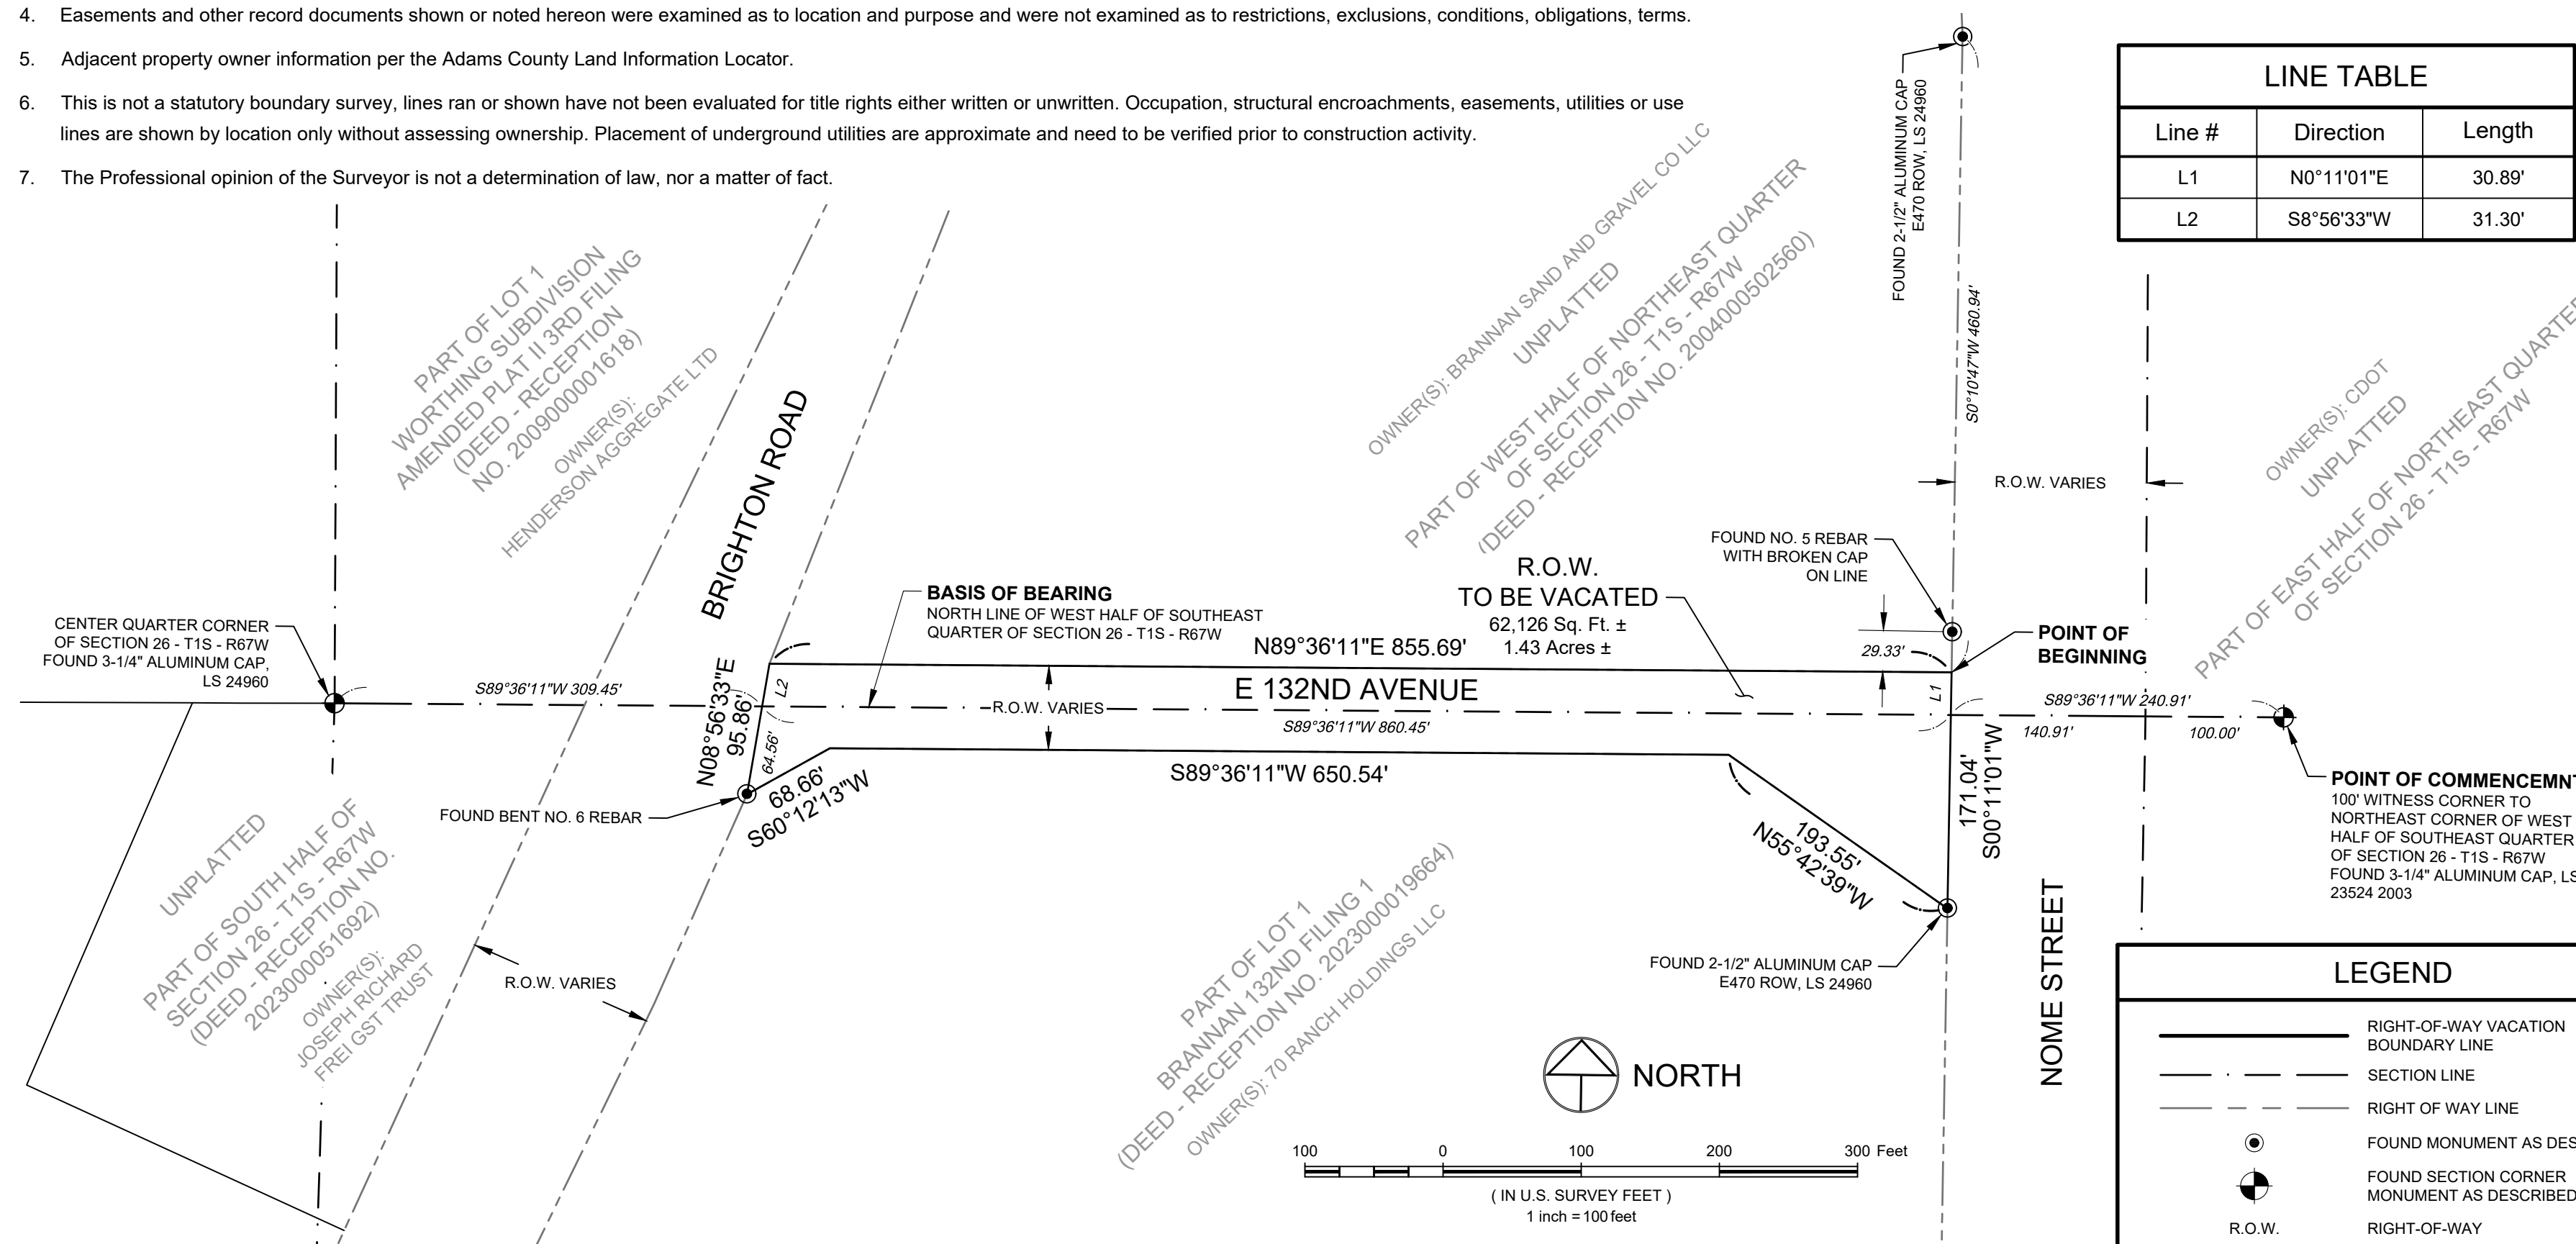 4. Easements and other record documents shown or noted hereon were examined as to location and purpose and were not examined as to restrictions, exclusions, conditions, obligations, terms.
5. Adjacent property owner information per the Adams County Land Information Locator.
6. This is not a statutory boundary survey, lines ran or shown have not been evaluated for title rights either written or unwritten. Occupation, structural encroachments, easements, utilities or use
lines are shown by location only without assessing ownership. Placement of underground utilities are approximate and need to be verified prior to construction activity.
7. The Professional opinion of the Surveyor is not a determination of law, nor a matter of fact.
LINE TABLE
Line # Direction Length
L1 N0°11'01"E 30.89'
L2 S8°56'33"W 31.30'
FOUND 2-1/2" ALUMINUM CAP
E470 ROW, LS 24960
S0°10'47"W 460.94'
PART OF LOT 1
WORTHING SUBDIVISION
AMENDED PLAT II 3RD FILING
(DEED - RECEPTION
NO. 2009000001618)
OWNER(S):
HENDERSON AGGREGATE LTD
BRIGHTON ROAD
OWNER(S): BRANNAN SAND AND GRAVEL CO LLC
UNPLATTED
PART OF WEST HALF OF NORTHEAST QUARTER
OF SECTION 26 - T1S - R67W
(DEED - RECEPTION NO. 2004000502560)
R.O.W. VARIES
OWNER(S): CDOT
UNPLATTED
PART OF EAST HALF OF NORTHEAST QUARTER
OF SECTION 26 - T1S - R67W
FOUND NO. 5 REBAR
WITH BROKEN CAP
ON LINE
R.O.W.
TO BE VACATED
62,126 Sq. Ft. ±
1.43 Acres ±
BASIS OF BEARING
NORTH LINE OF WEST HALF OF SOUTHEAST
QUARTER OF SECTION 26 - T1S - R67W
CENTER QUARTER CORNER
OF SECTION 26 - T1S - R67W
FOUND 3-1/4" ALUMINUM CAP,
LS 24960
POINT OF
BEGINNING
N89°36'11"E 855.69'
29.33'
S89°36'11"W 309.45'
N08°56'33"E
95.86'
L2
64.56'
E 132ND AVENUE
R.O.W. VARIES
S89°36'11"W 860.45'
L1
S89°36'11"W 240.91'
140.91'
100.00'
S89°36'11"W 650.54'
68.66'
S60°12'13"W
FOUND BENT NO. 6 REBAR
193.55'
N55°42'39"W
171.04'
S00°11'01"W
POINT OF COMMENCEMNT
100' WITNESS CORNER TO
NORTHEAST CORNER OF WEST
HALF OF SOUTHEAST QUARTER
OF SECTION 26 - T1S - R67W
FOUND 3-1/4" ALUMINUM CAP, LS
23524 2003
UNPLATTED
PART OF SOUTH HALF OF
SECTION 26 - T1S - R67W
(DEED - RECEPTION NO.
2023000051692)
OWNER(S):
JOSEPH RICHARD
FREI GST TRUST
R.O.W. VARIES
PART OF LOT 1
BRANNAN 132ND FILING 1
(DEED - RECEPTION NO. 2023000019664)
OWNER(S): 70 RANCH HOLDINGS LLC
FOUND 2-1/2" ALUMINUM CAP
E470 ROW, LS 24960
NOME STREET
NORTH
100 0 100 200 300 Feet
( IN U.S. SURVEY FEET )
1 inch = 100 feet
LEGEND
RIGHT-OF-WAY VACATION
BOUNDARY LINE
SECTION LINE
RIGHT OF WAY LINE
FOUND MONUMENT AS DES
FOUND SECTION CORNER
MONUMENT AS DESCRIBED
R.O.W. RIGHT-OF-WAY